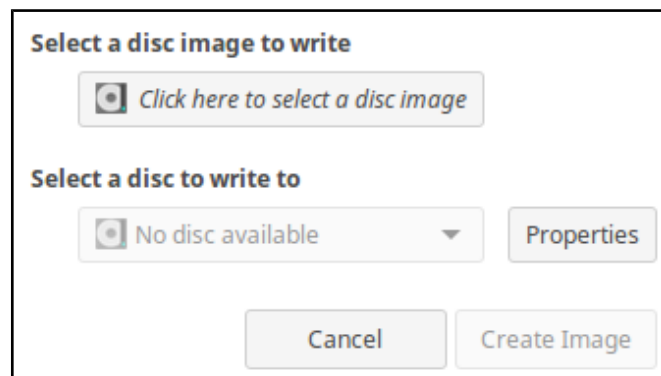 Select a disc image to write
Click here to select a disc image
Select a disc to write to
No disc available
Properties
Cancel
Create Image